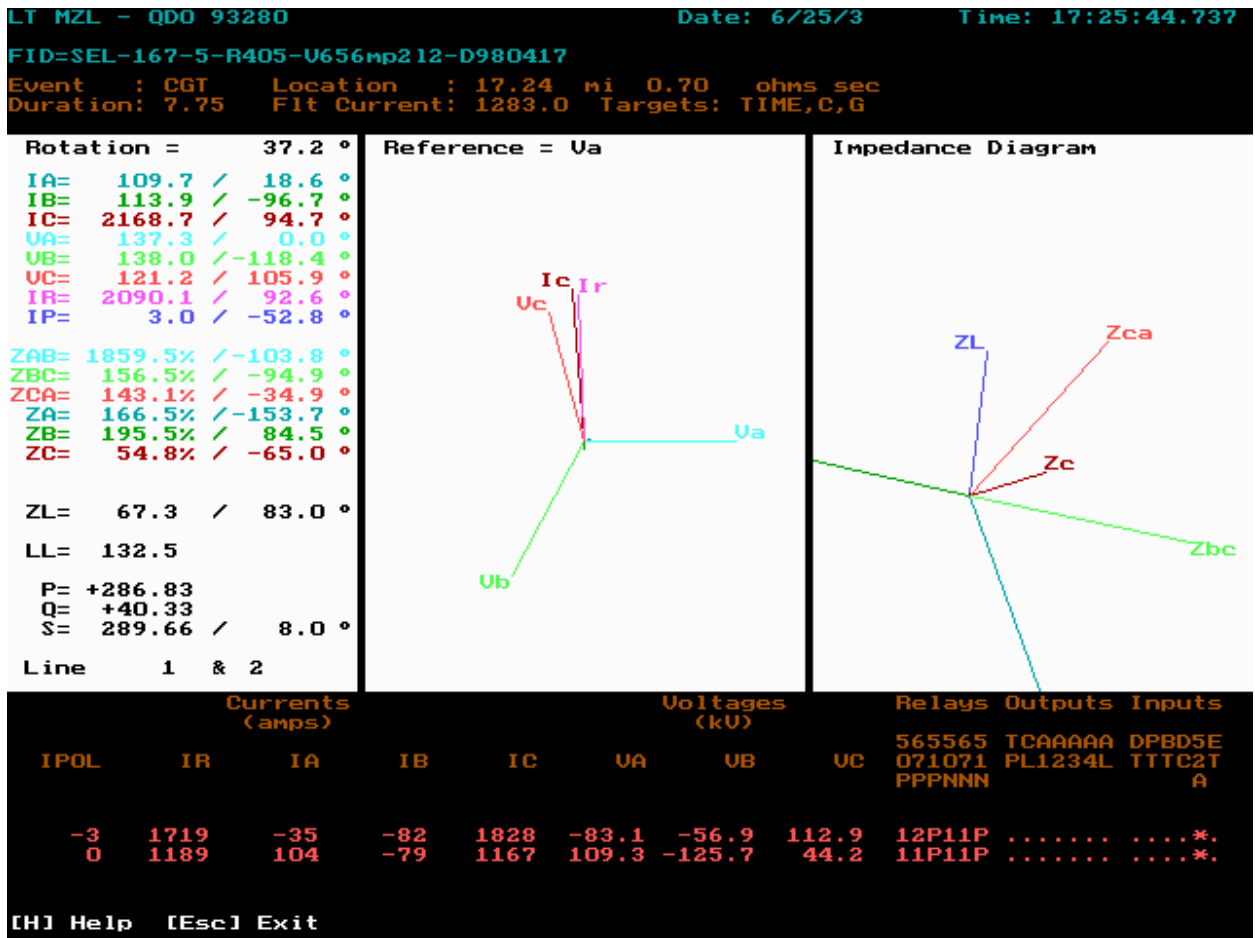 LT MZL - QDO 93280 Date: 6/25/3 Time: 17:25:44.737
FID=SEL-167-5-R405-V656mp2l2-D980417
Event : CGT Location : 17.24 mi 0.70 ohms sec
Duration: 7.75 Flt Current: 1283.0 Targets: TIME,C,G
Rotation = 37.2 º
IA= 109.7 / 18.6 º
IB= 113.9 / -96.7 º
IC= 2168.7 / 94.7 º
VA= 137.3 / 0.0 º
VB= 138.0 /-118.4 º
VC= 121.2 / 105.9 º
IR= 2090.1 / 92.6 º
IP= 3.0 / -52.8 º
ZAB= 1859.5% /-103.8 º
ZBC= 156.5% / -94.9 º
ZCA= 143.1% / -34.9 º
ZA= 166.5% /-153.7 º
ZB= 195.5% / 84.5 º
ZC= 54.8% / -65.0 º
ZL= 67.3 / 83.0 º
LL= 132.5
P= +286.83
Q= +40.33
S= 289.66 / 8.0 º
Line 1 & 2
Reference = Va
Ic
Ir
Vc
Va
Vb
Impedance Diagram
ZL
Zca
Zc
Zbc
Currents Voltages Relays Outputs Inputs
(amps) (kV)
565565 TCAAAAA DPBD5E
IPOL IR IA IB IC VA VB VC 071071 PL1234L TTTC2T
PPPNNN A
-3 1719 -35 -82 1828 -83.1 -56.9 112.9 12P11P ....... ....*.
0 1189 104 -79 1167 109.3 -125.7 44.2 11P11P ....... ....*.
[H] Help [Esc] Exit